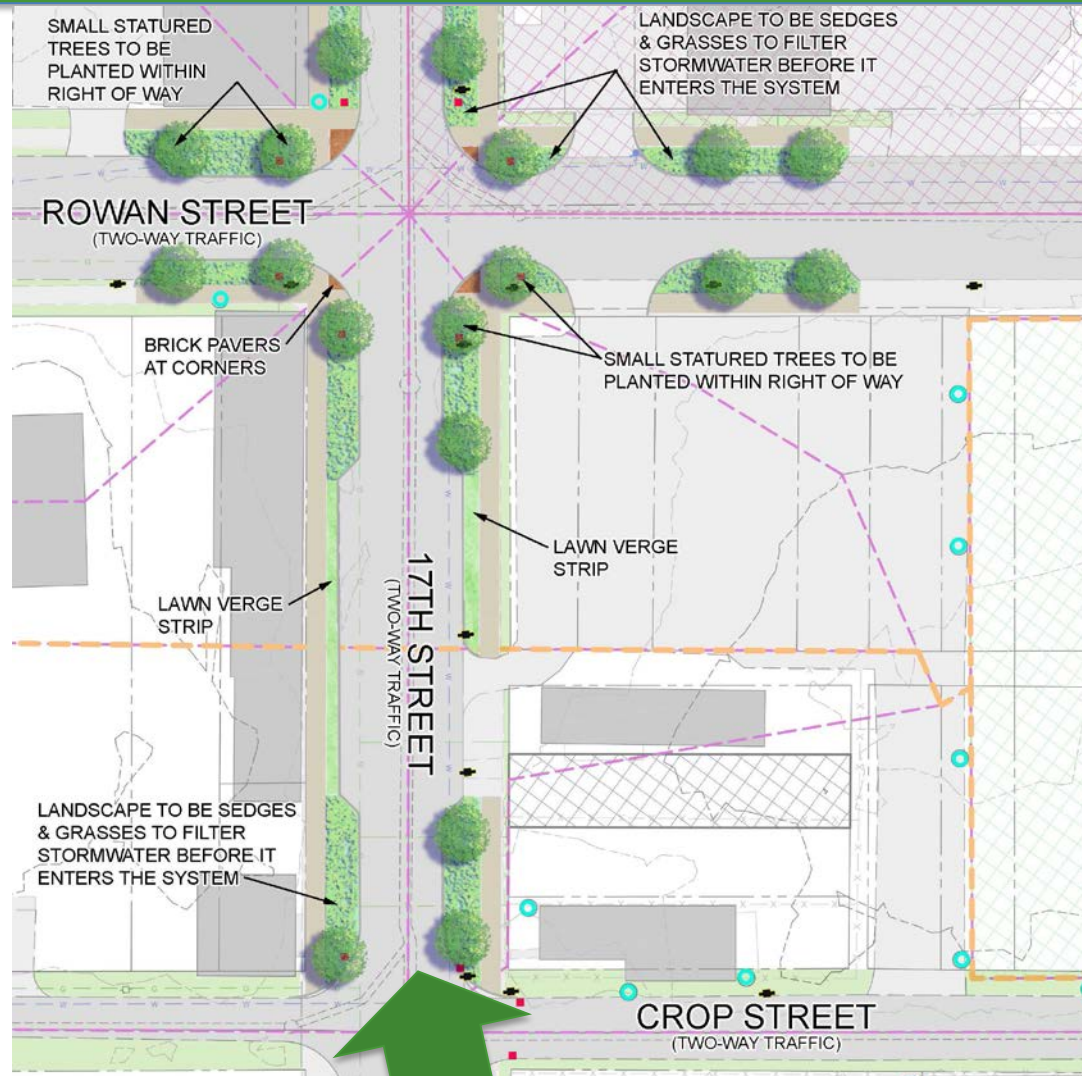 SMALL STATURED
TREES TO BE
PLANTED WITHIN
RIGHT OF WAY
LANDSCAPE TO BE SEDGES
& GRASSES TO FILTER
STORMWATER BEFORE IT
ENTERS THE SYSTEM
ROWAN STREET
(TWO-WAY TRAFFIC)
BRICK PAVERS
AT CORNERS
SMALL STATURED TREES TO BE
PLANTED WITHIN RIGHT OF WAY
LAWN VERGE
STRIP
17TH STREET
(TWO-WAY TRAFFIC)
LAWN VERGE
STRIP
LANDSCAPE TO BE SEDGES
& GRASSES TO FILTER
STORMWATER BEFORE IT
ENTERS THE SYSTEM
CROP STREET
(TWO-WAY TRAFFIC)